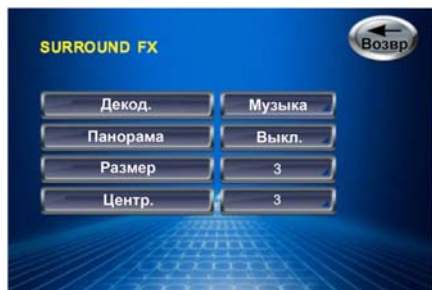 SURROUND FX
Возвр
Декод. Музыка
Панорама Выкл.
Размер 3
Центр. 3